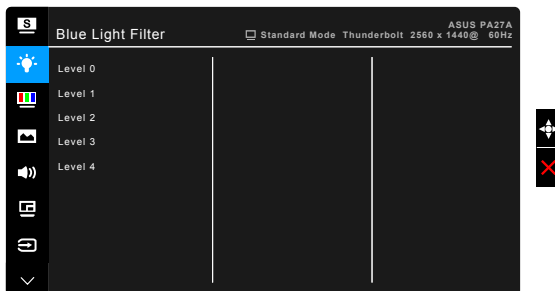 S
ASUS PA27A
Blue Light Filter
Standard Mode Thunderbolt 2560 x 1440@ 60Hz
Level 0
Level 1
Level 2
Level 3
Level 4